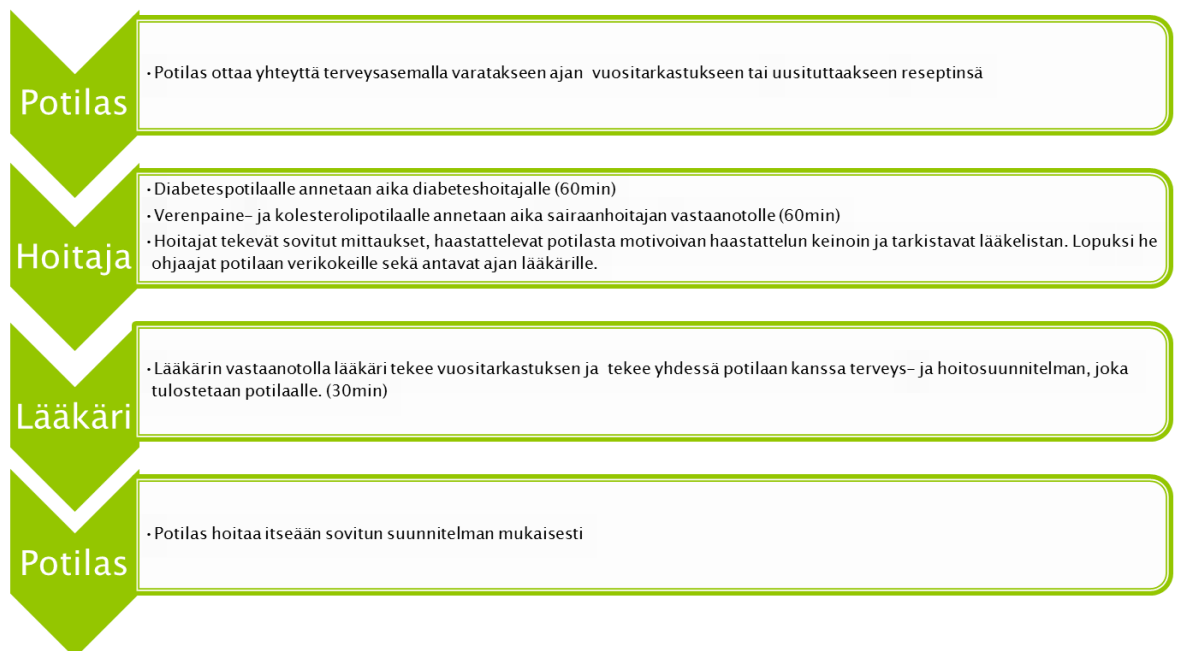 Potilas
· Potilas ottaa yhteyttä terveysasemalla varatakseen ajan vuositarkastukseen tai uusituttaakseen reseptinsä
Hoitaja
· Diabetespotilaalle annetaan aika diabeteshoitajalle (60min)
· Verenpaine– ja kolesterolipotilaalle annetaan aika sairaanhoitajan vastaanotolle (60min)
· Hoitajat tekevät sovitut mittaukset, haastattelevat potilasta motivoivan haastattelun keinoin ja tarkistavat lääkelistan. Lopuksi he
ohjaajat potilaan verikokeille sekä antavat ajan lääkärille.
Lääkäri
· Lääkärin vastaanotolla lääkäri tekee vuositarkastuksen ja tekee yhdessä potilaan kanssa terveys– ja hoitosuunnitelman, joka
tulostetaan potilaalle. (30min)
Potilas
· Potilas hoitaa itseään sovitun suunnitelman mukaisesti